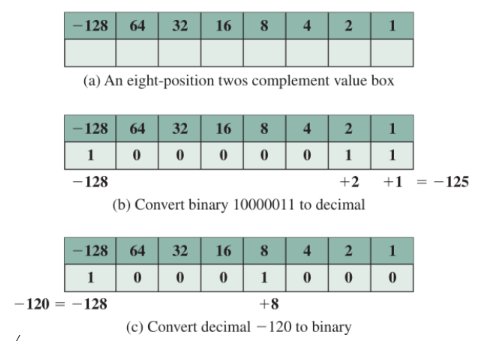 −128 64 32 16 8 4 2 1
(a) An eight-position twos complement value box
−128 64 32 16 8 4 2 1
1 0 0 0 0 0 1 1
−128 +2 +1 = −125
(b) Convert binary 10000011 to decimal
−128 64 32 16 8 4 2 1
1 0 0 0 1 0 0 0
−120 = −128 +8
(c) Convert decimal −120 to binary